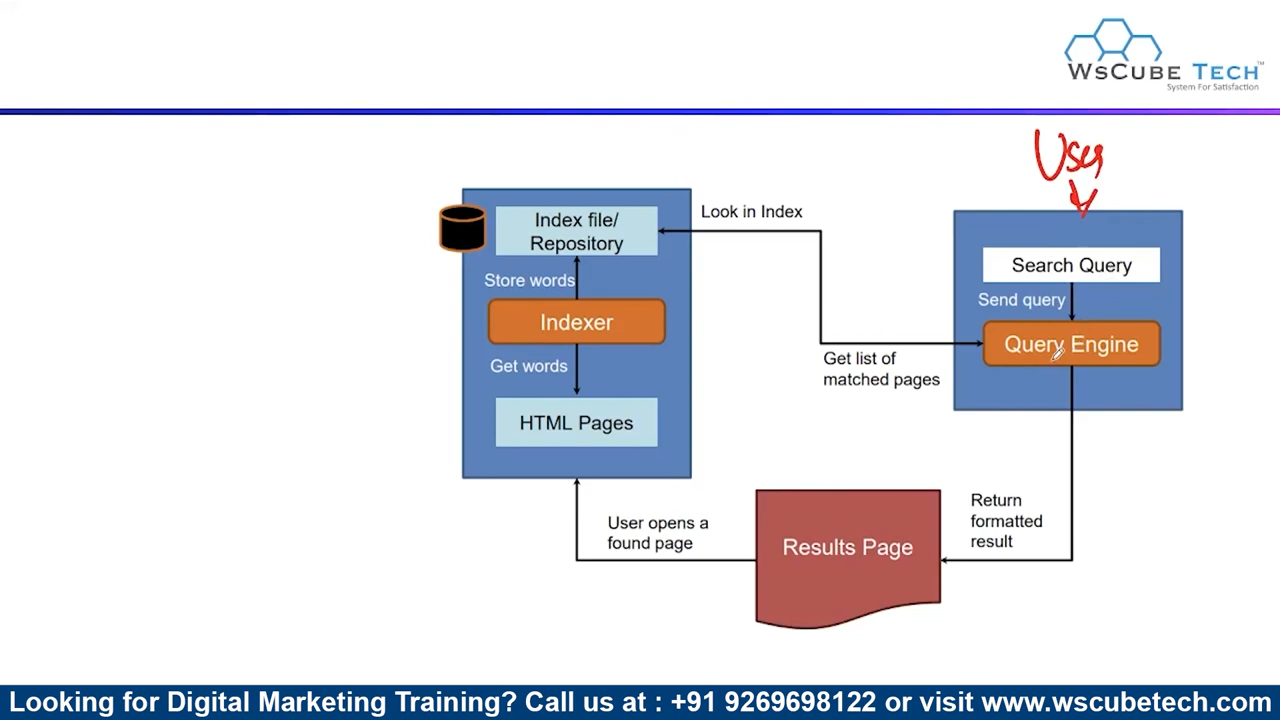 WsCube Tech™
System For Satisfaction
User
Index file/
Repository
Look in Index
Search Query
Store words
Send query
Indexer
Query Engine
Get words
Get list of
matched pages
HTML Pages
Return
formatted
result
User opens a
found page
Results Page
Looking for Digital Marketing Training? Call us at : +91 9269698122 or visit www.wscubetech.com